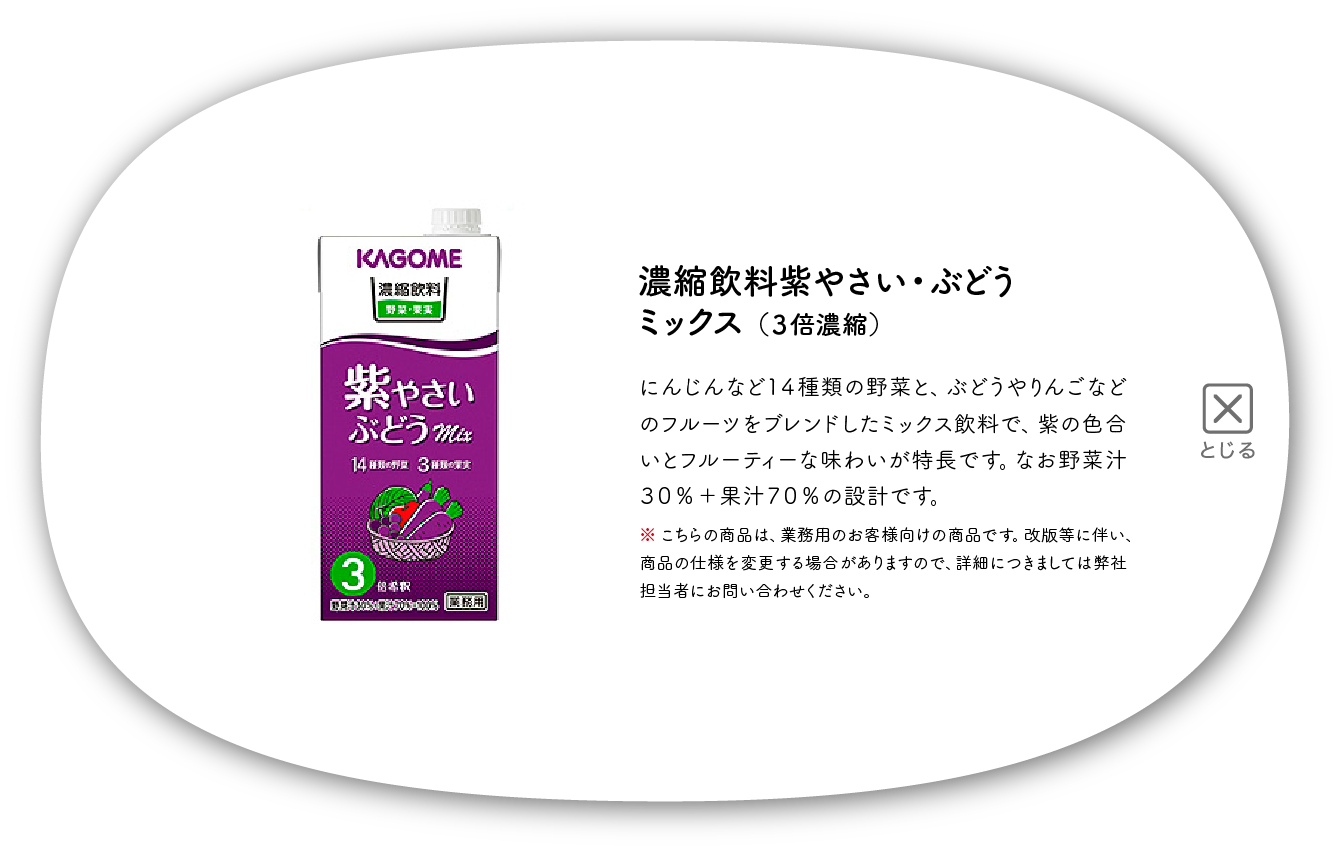 KAGOME
濃縮飲料
野菜・果実
紫やさい
ぶどうMix
14種類の野菜 3種類の果実
3倍希釈
野菜汁30%+果汁70%=100%
業務用
濃縮飲料紫やさい・ぶどう
ミックス（3倍濃縮）
にんじんなど14種類の野菜と、ぶどうやりんごなど
のフルーツをブレンドしたミックス飲料で、紫の色合
いとフルーティーな味わいが特長です。なお野菜汁
30％＋果汁70％の設計です。
※ こちらの商品は、業務用のお客様向けの商品です。改版等に伴い、
商品の仕様を変更する場合がありますので、詳細につきましては弊社
担当者にお問い合わせください。
とじる